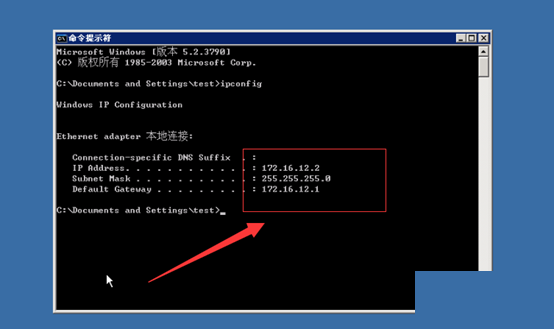 命令提示符
Microsoft Windows [版本 5.2.3790]
(C) 版权所有 1985-2003 Microsoft Corp.
C:\Documents and Settings\test>ipconfig
Windows IP Configuration
Ethernet adapter 本地连接:
Connection-specific DNS Suffix  . :
IP Address. . . . . . . . . . . . : 172.16.12.2
Subnet Mask . . . . . . . . . . . : 255.255.255.0
Default Gateway . . . . . . . . . : 172.16.12.1
C:\Documents and Settings\test>_